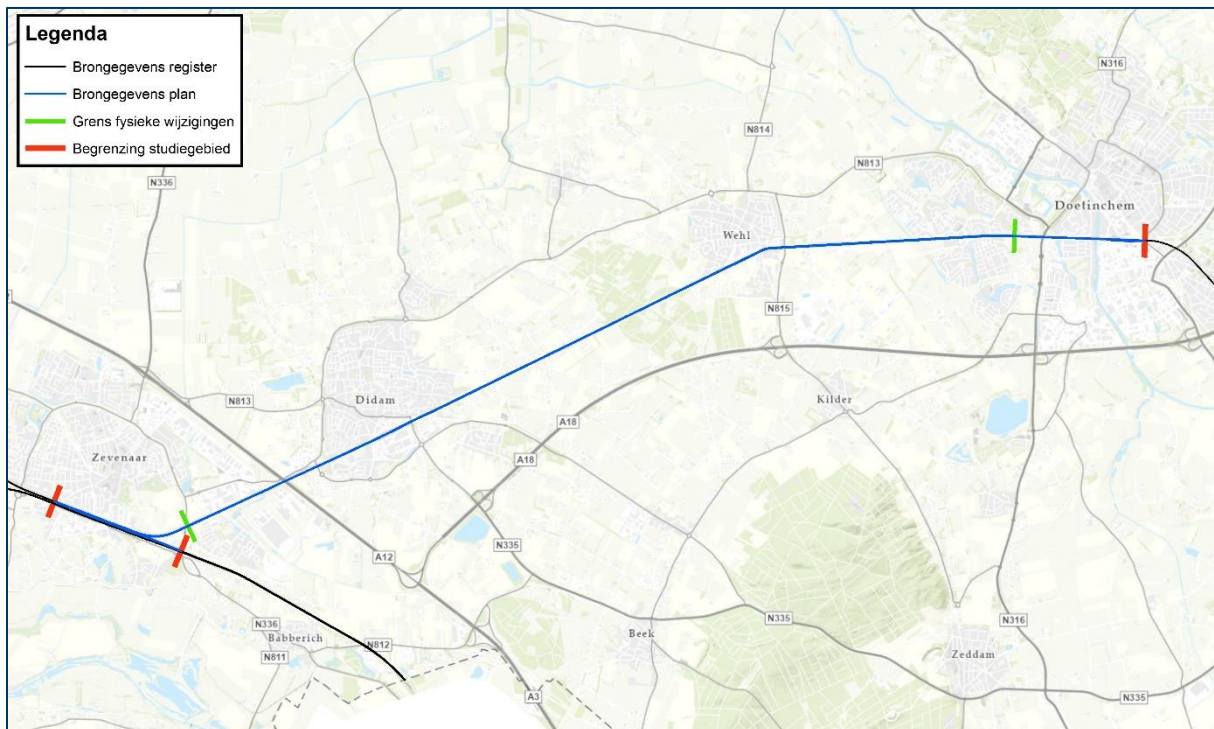 Legenda
Brongegevens register
Brongegevens plan
Grens fysieke wijzigingen
Begrenzing studiegebied
N316
N814
N336
N813
Doetinchem
Wehl
N815
Didam
N813
Kilder
A18
Zevenaar
A18
N335
A12
N336
Babberich
N812
N811
Beek
N335
N316
Zeddam
A3
N335